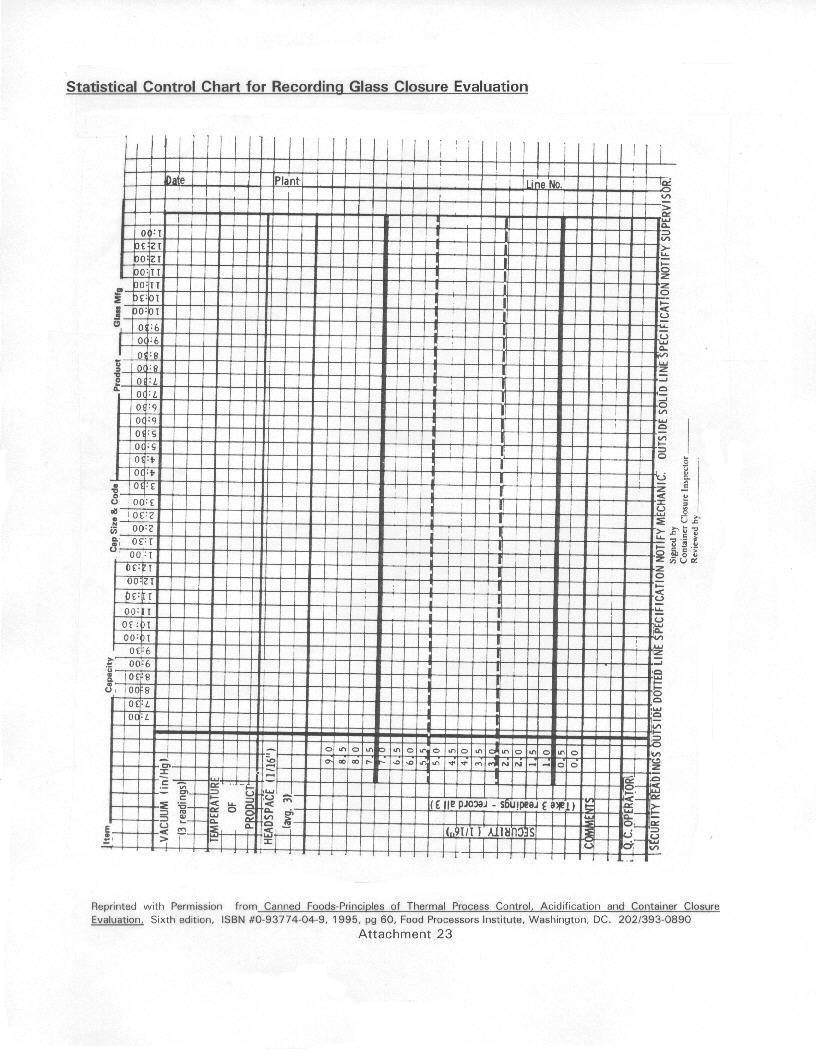 Statistical Control Chart for Recording Glass Closure Evaluation
Date Plant Line No.
Item
Capacity
Cap Size & Code
Product
Glass Mfg
1:00
12:30
12:00
11:00
11:00
10:30
10:00
9:30
9:00
8:30
8:00
7:30
7:00
6:30
6:00
5:30
5:00
4:30
4:00
3:30
3:00
2:30
2:00
1:30
1:00
12:30
12:00
11:30
11:00
10:30
10:00
9:30
9:00
8:30
8:00
7:30
7:00
VACUUM (in/Hg)
(3 readings)
TEMPERATURE
OF
PRODUCT
HEADSPACE (1/16")
(avg. 3)
9.0
8.5
8.0
7.5
7.0
6.5
6.0
5.5
5.0
4.5
4.0
3.5
3.0
2.5
2.0
1.5
1.0
0.5
0.0
(Take 3 readings - record all 3)
SECURITY (1/16")
COMMENTS
Q.C. OPERATOR
SECURITY READINGS OUTSIDE DOTTED LINE SPECIFICATION NOTIFY MECHANIC. OUTSIDE SOLID LINE SPECIFICATION NOTIFY SUPERVISOR.
Signed by
Container Closure Inspector
Reviewed by
Reprinted with Permission from Canned Foods-Principles of Thermal Process Control, Acidification and Container Closure
Evaluation, Sixth edition, ISBN #0-93774-04-9, 1995, pg 60, Food Processors Institute, Washington, DC. 202/393-0890
Attachment 23